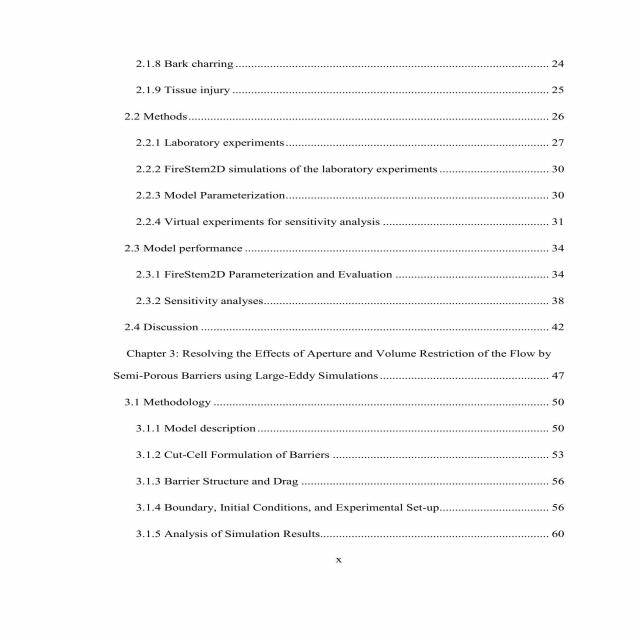 2.1.8 Bark charring ........ 24
2.1.9 Tissue injury ........ 25
2.2 Methods ........ 26
2.2.1 Laboratory experiments ........ 27
2.2.2 FireStem2D simulations of the laboratory experiments ........ 30
2.2.3 Model Parameterization ........ 30
2.2.4 Virtual experiments for sensitivity analysis ........ 31
2.3 Model performance ........ 34
2.3.1 FireStem2D Parameterization and Evaluation ........ 34
2.3.2 Sensitivity analyses ........ 38
2.4 Discussion ........ 42
Chapter 3: Resolving the Effects of Aperture and Volume Restriction of the Flow by
Semi-Porous Barriers using Large-Eddy Simulations ........ 47
3.1 Methodology ........ 50
3.1.1 Model description ........ 50
3.1.2 Cut-Cell Formulation of Barriers ........ 53
3.1.3 Barrier Structure and Drag ........ 56
3.1.4 Boundary, Initial Conditions, and Experimental Set-up ........ 56
3.1.5 Analysis of Simulation Results ........ 60
x